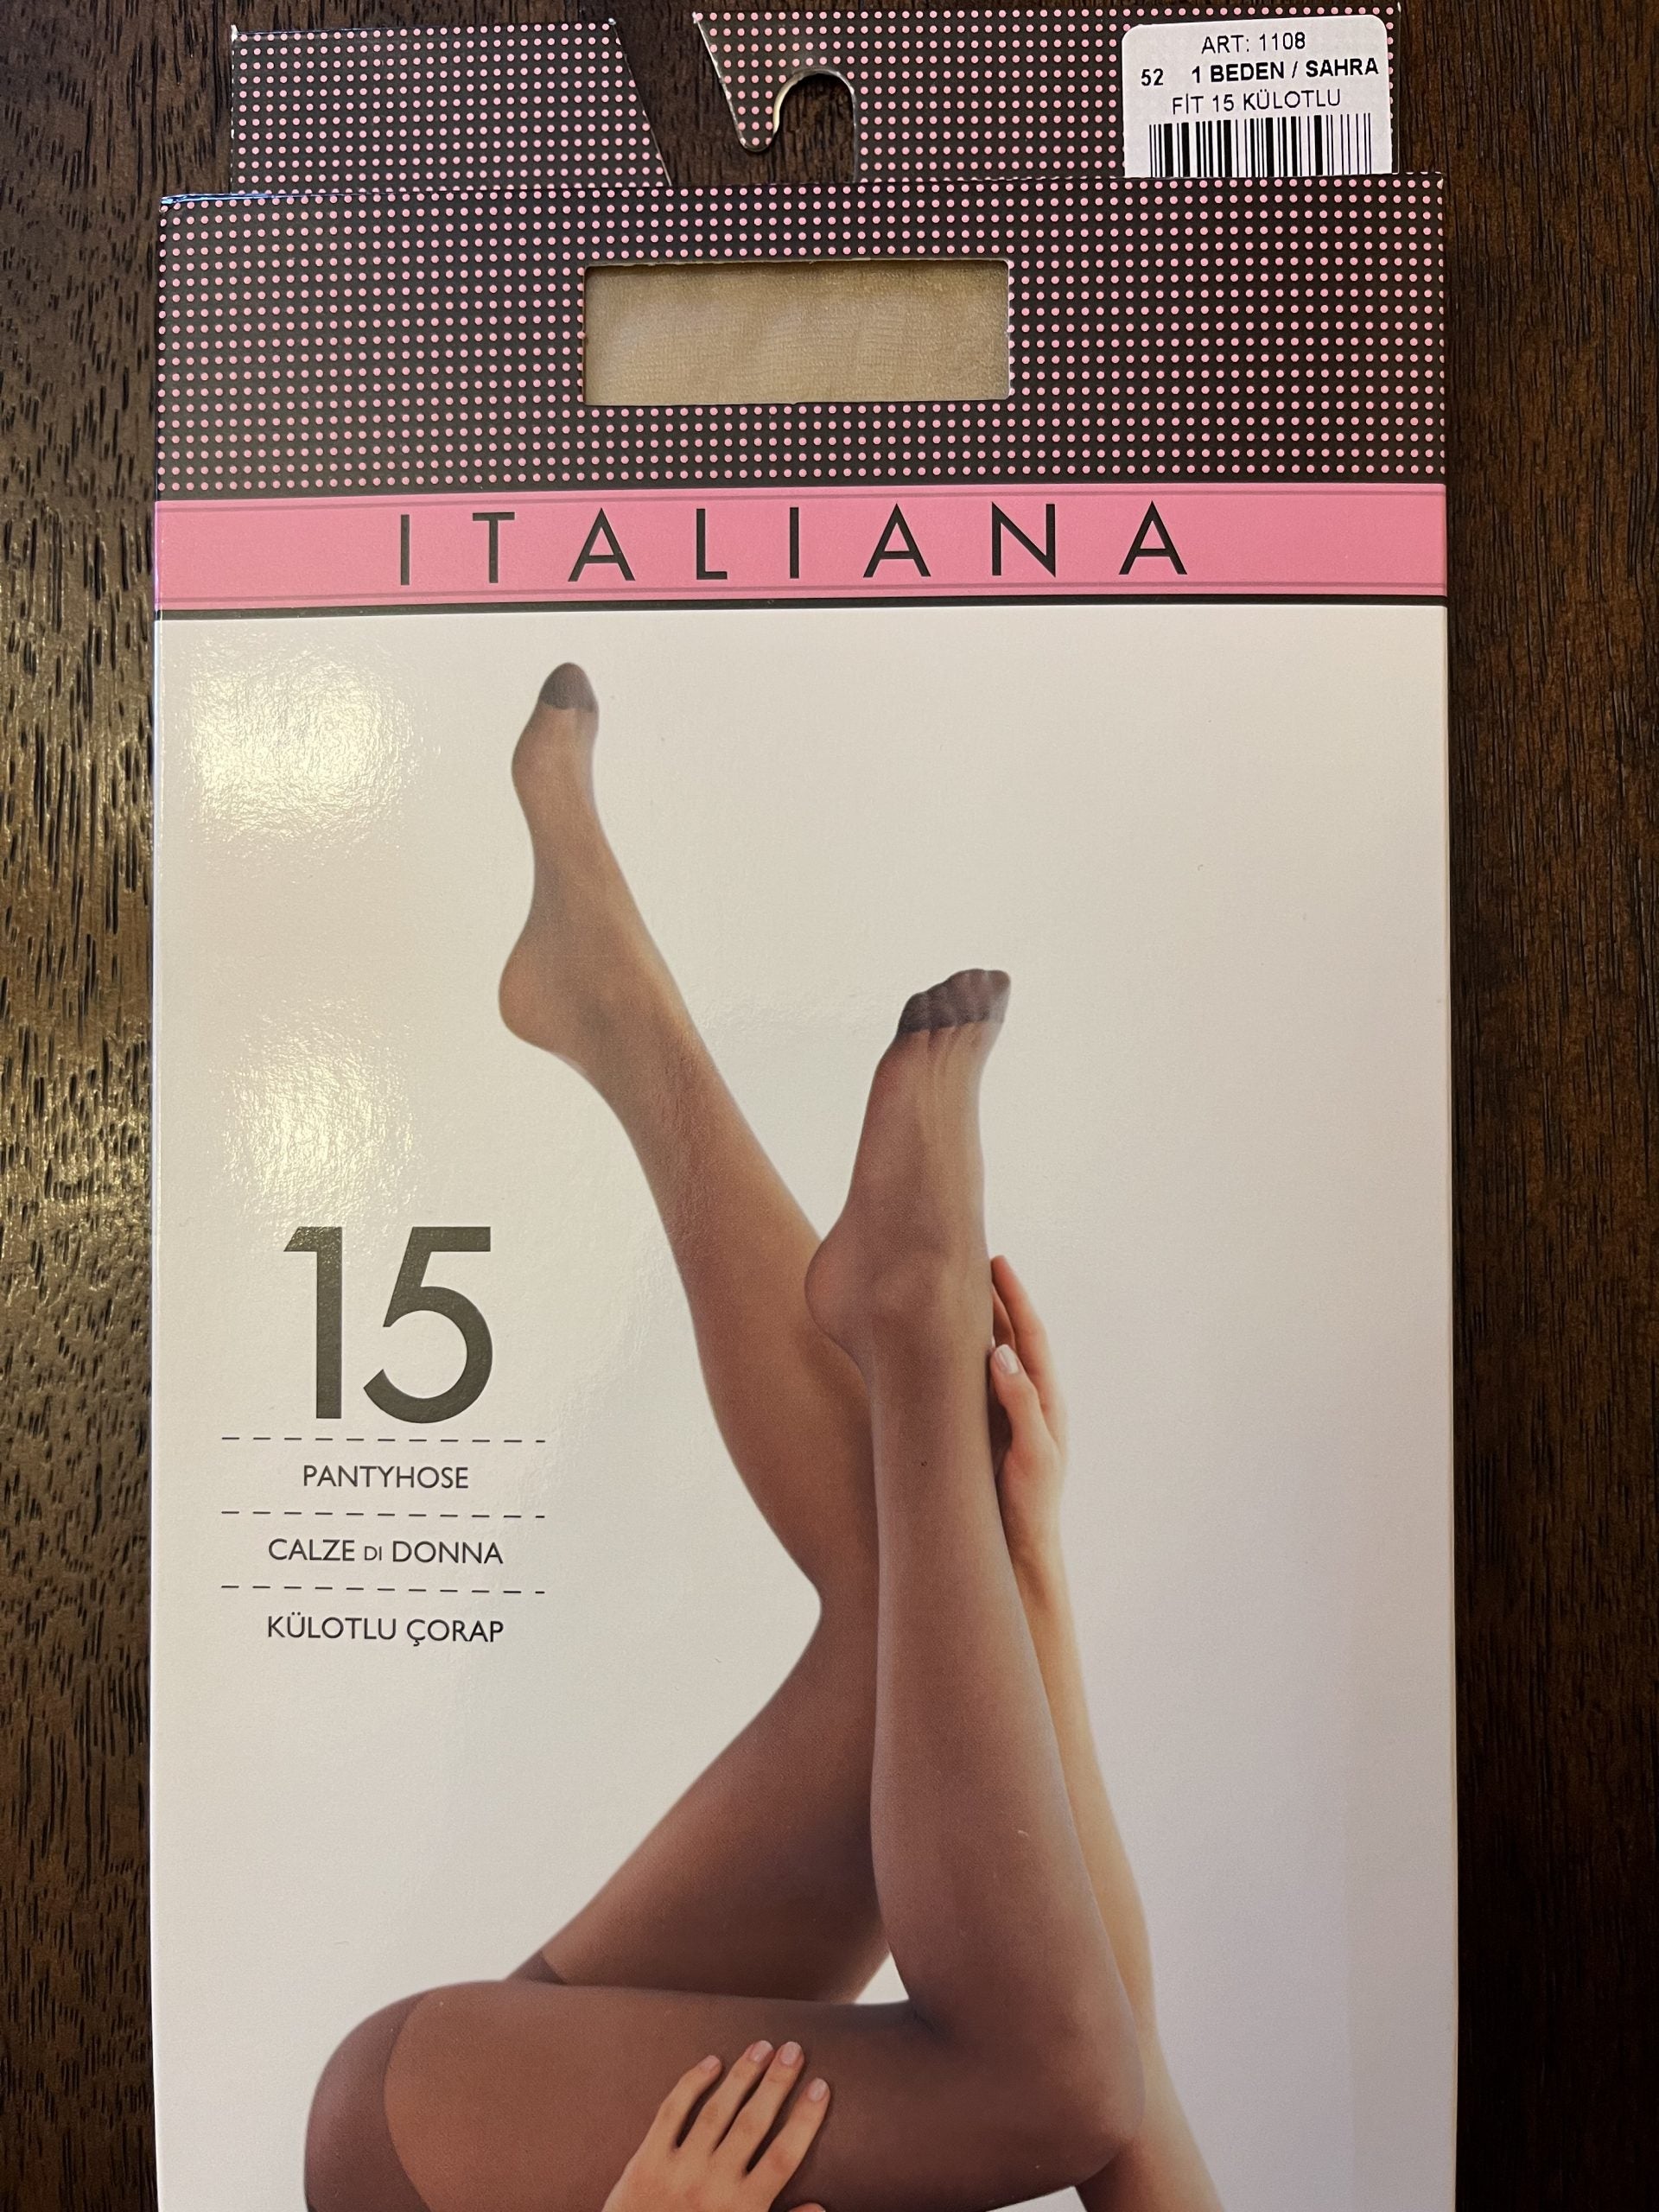 ART: 1108
52 1 BEDEN / SAHRA
FİT 15 KÜLOTLU
ITALIANA
15
PANTYHOSE
CALZE DI DONNA
KÜLOTLU ÇORAP